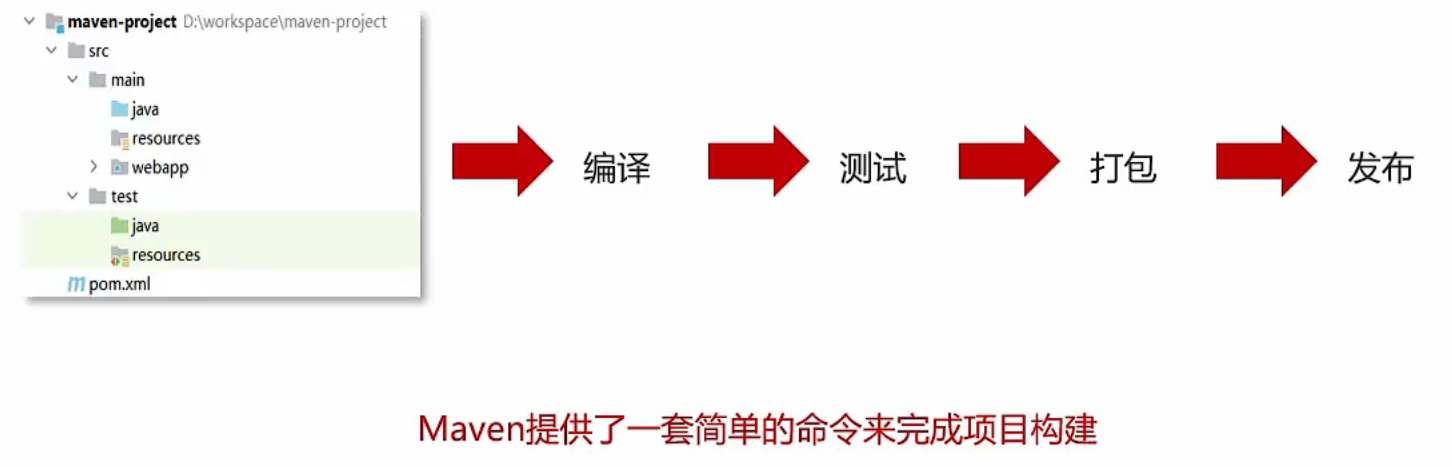 maven-project D:\workspace\maven-project
src
main
java
resources
webapp
test
java
resources
pom.xml
编译 测试 打包 发布
Maven提供了一套简单的命令来完成项目构建